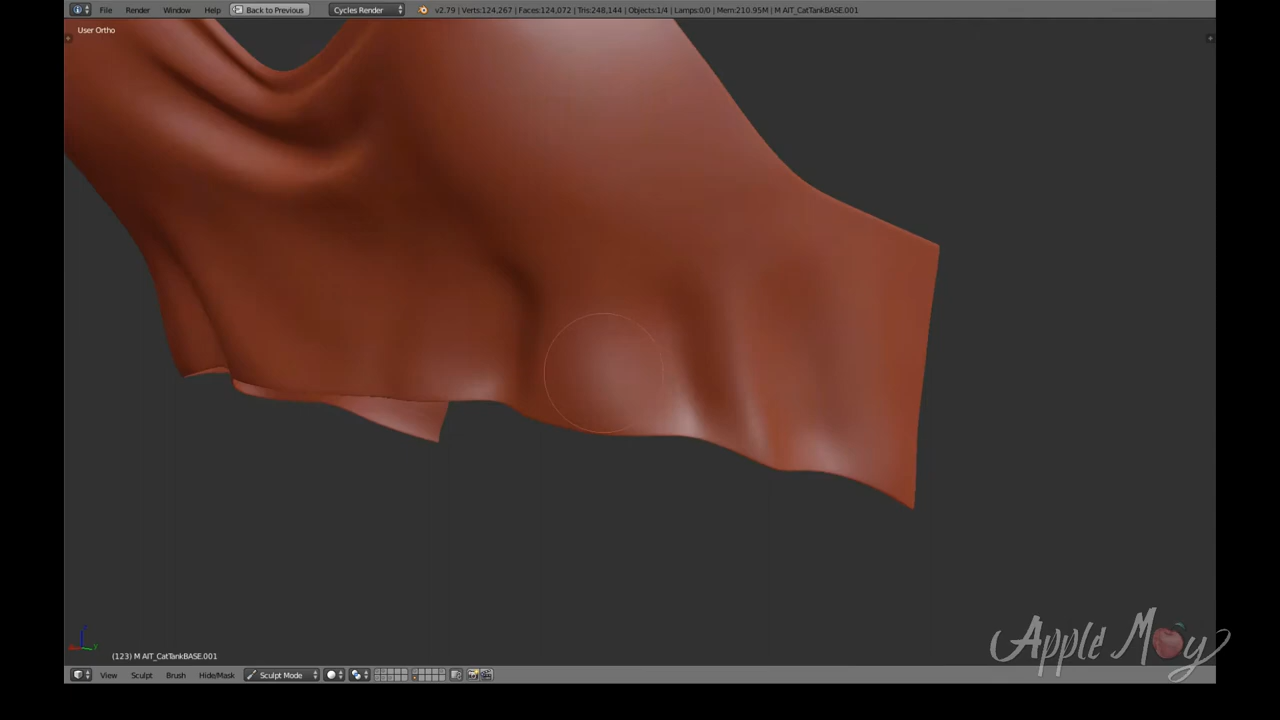 File Render Window Help Back to Previous Cycles Render v2.79 | Verts:124,267 | Faces:124,072 | Tris:248,144 | Objects:1/4 | Lamps:0/0 | Mem:210.95M | M AIT_CatTankBASE.001
User Ortho
(123) M AIT_CatTankBASE.001
View Sculpt Brush Hide/Mask Sculpt Mode
Apple May